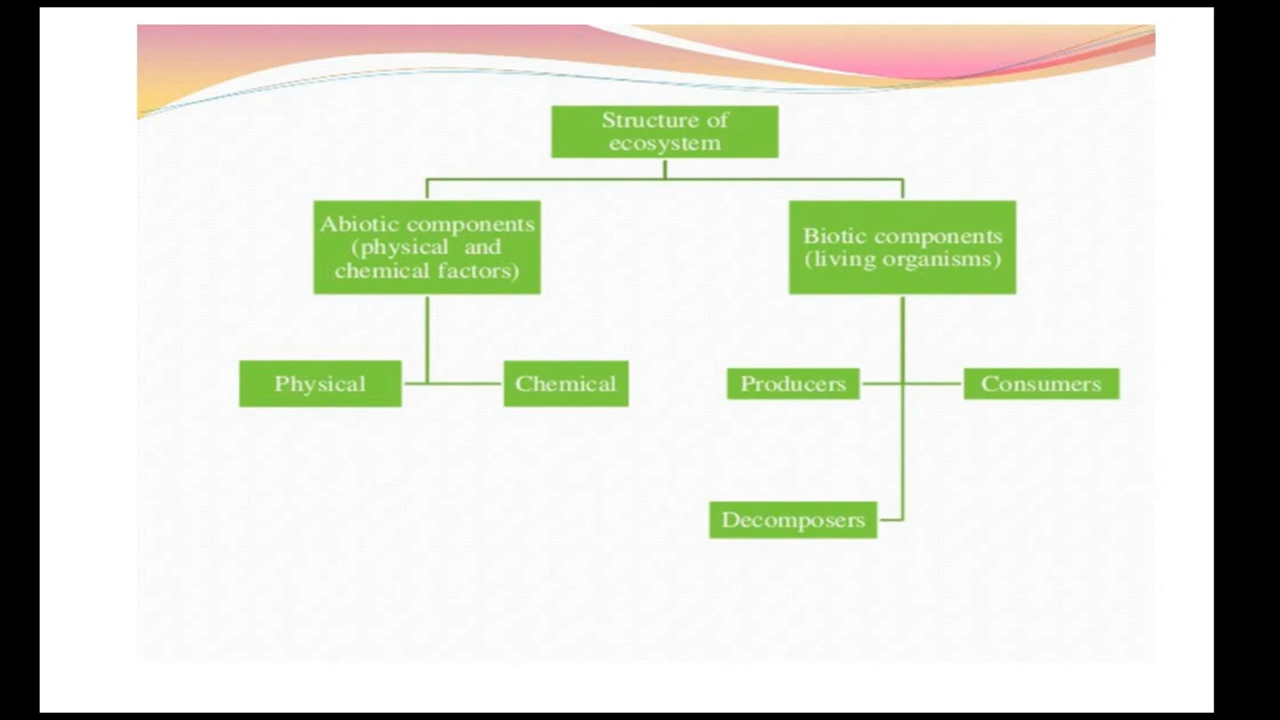 Structure of
ecosystem
Abiotic components
(physical and
chemical factors)
Biotic components
(living organisms)
Physical
Chemical
Producers
Consumers
Decomposers